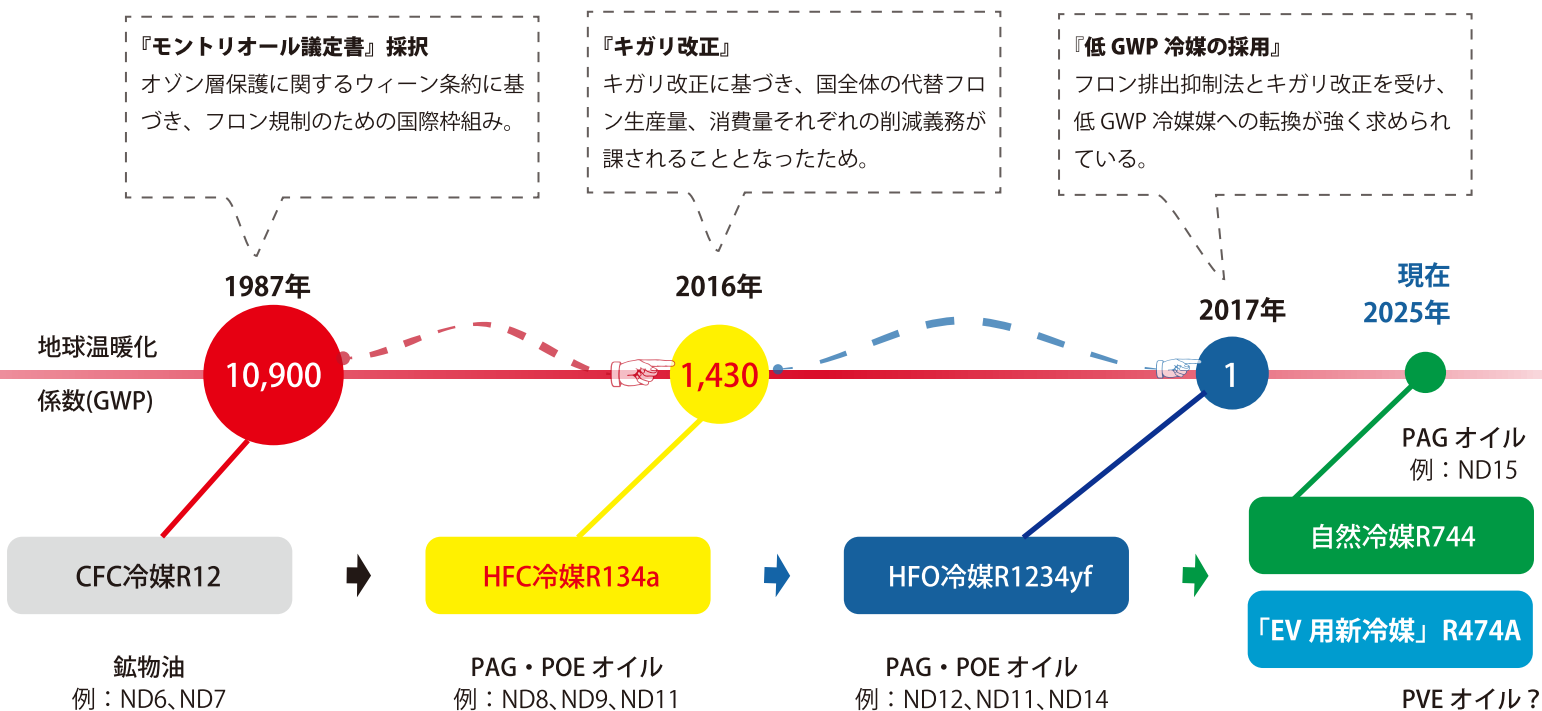 『モントリオール議定書』採択
オゾン層保護に関するウィーン条約に基
づき、フロン規制のための国際枠組み。
『キガリ改正』
キガリ改正に基づき、国全体の代替フロ
ン生産量、消費量それぞれの削減義務が
課されることとなったため。
『低 GWP 冷媒の採用』
フロン排出抑制法とキガリ改正を受け、
低 GWP 冷媒媒への転換が強く求められ
ている。
1987年
2016年
2017年
現在
2025年
地球温暖化
係数(GWP)
10,900
1,430
1
PAG オイル
例：ND15
CFC冷媒R12
HFC冷媒R134a
HFO冷媒R1234yf
自然冷媒R744
「EV 用新冷媒」R474A
鉱物油
例：ND6、ND7
PAG・POE オイル
例：ND8、ND9、ND11
PAG・POE オイル
例：ND12、ND11、ND14
PVE オイル？